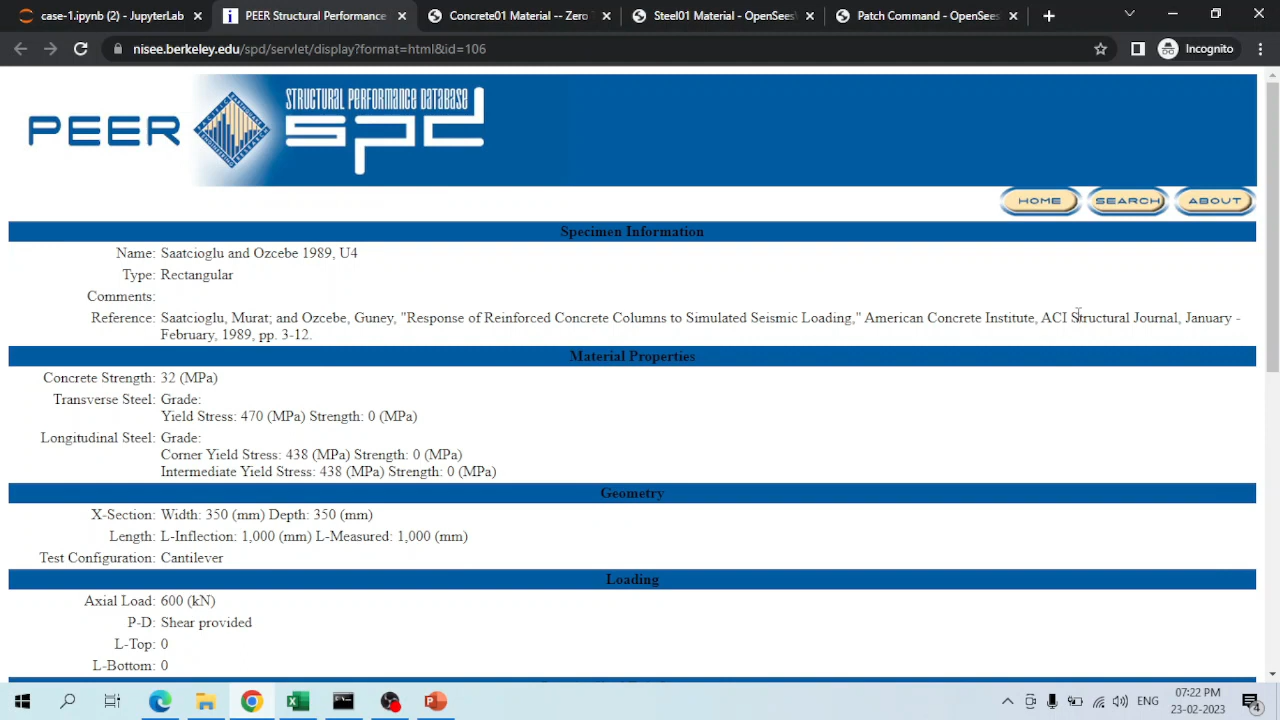 case-1.ipynb (2) - JupyterLab
PEER Structural Performance
Concrete01 Material -- Zero
Steel01 Material - OpenSees
Patch Command - OpenSees
nisee.berkeley.edu/spd/servlet/display?format=html&id=106
Incognito
PEER
STRUCTURAL PERFORMANCE DATABASE
spd
HOME
SEARCH
ABOUT
Specimen Information
Name: Saatcioglu and Ozcebe 1989, U4
Type: Rectangular
Comments:
Reference: Saatcioglu, Murat; and Ozcebe, Guney, "Response of Reinforced Concrete Columns to Simulated Seismic Loading," American Concrete Institute, ACI Structural Journal, January -
February, 1989, pp. 3-12.
Material Properties
Concrete Strength: 32 (MPa)
Transverse Steel: Grade:
Yield Stress: 470 (MPa) Strength: 0 (MPa)
Longitudinal Steel: Grade:
Corner Yield Stress: 438 (MPa) Strength: 0 (MPa)
Intermediate Yield Stress: 438 (MPa) Strength: 0 (MPa)
Geometry
X-Section: Width: 350 (mm) Depth: 350 (mm)
Length: L-Inflection: 1,000 (mm) L-Measured: 1,000 (mm)
Test Configuration: Cantilever
Loading
Axial Load: 600 (kN)
P-D: Shear provided
L-Top: 0
L-Bottom: 0
ENG
07:22 PM
23-02-2023
4